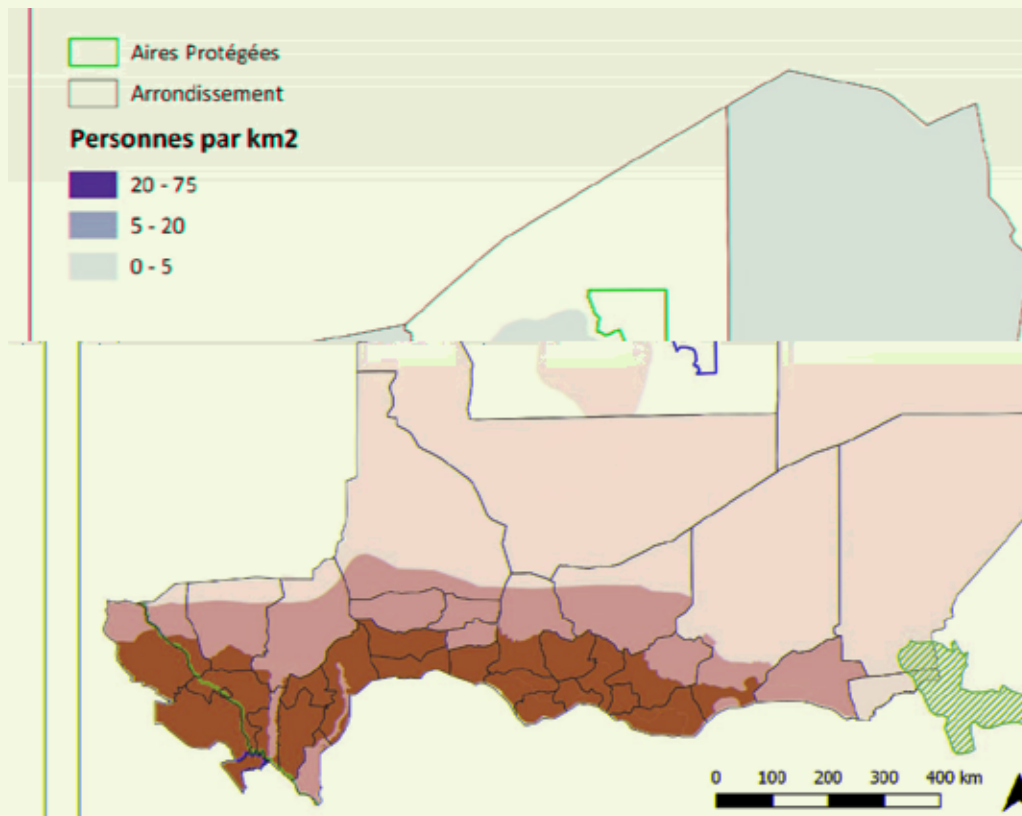 Aires Protégées
Arrondissement
Personnes par km2
20 - 75
5 - 20
0 - 5
0 100 200 300 400 km